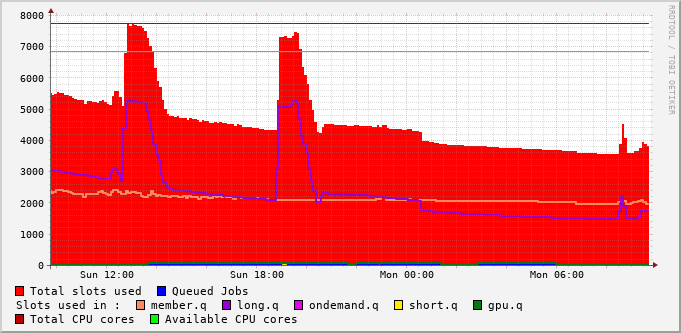 8000
7000
6000
5000
4000
3000
2000
1000
0
Sun 12:00 Sun 18:00 Mon 00:00 Mon 06:00
RRDTOOL / TOBI OETIKER
Total slots used Queued Jobs
Slots used in : member.q long.q ondemand.q short.q gpu.q
Total CPU cores Available CPU cores